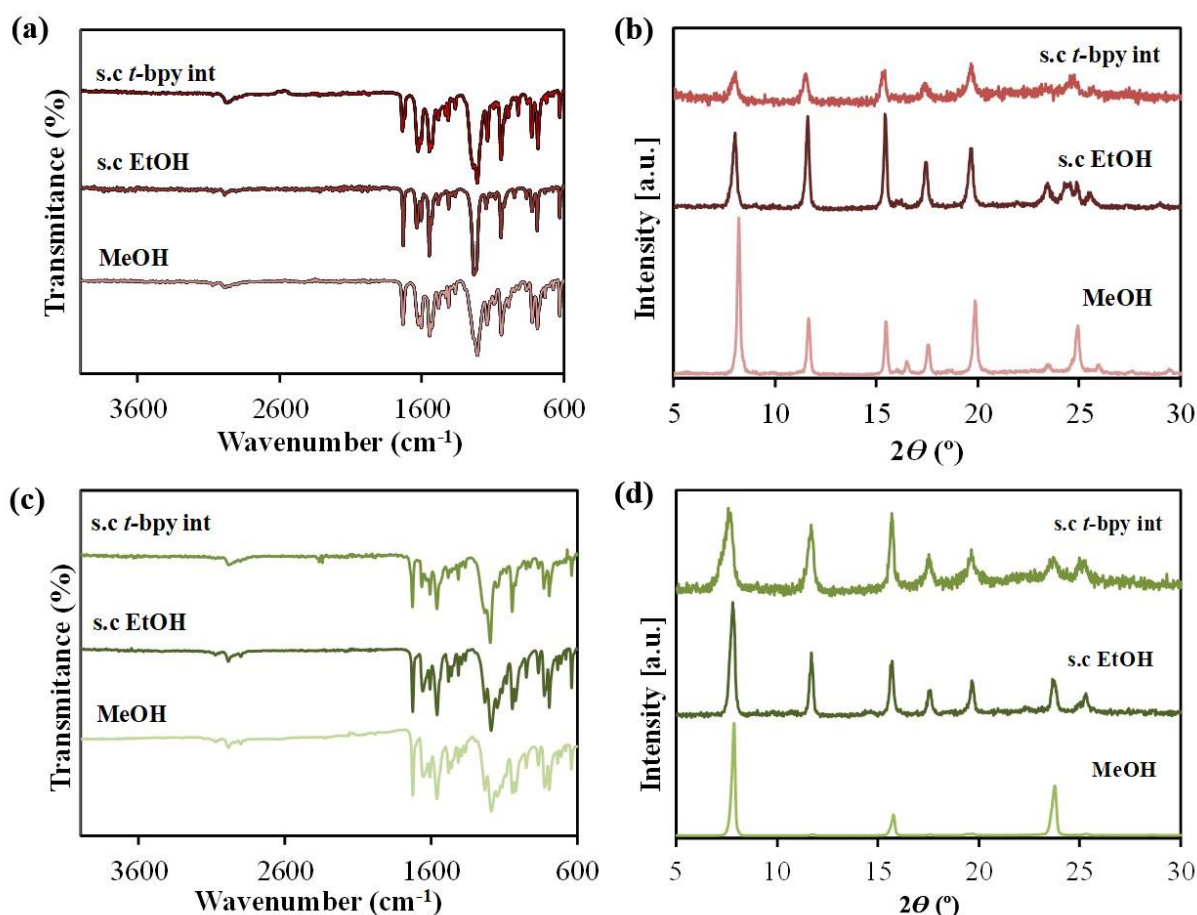 (a)
s.c t-bpy int
s.c EtOH
MeOH
Transmitance (%)
3600 2600 1600 600
Wavenumber (cm⁻¹)
(b)
s.c t-bpy int
s.c EtOH
MeOH
Intensity [a.u.]
5 10 15 20 25 30
2Θ (º)
(c)
s.c t-bpy int
s.c EtOH
MeOH
Transmitance (%)
3600 2600 1600 600
Wavenumber (cm⁻¹)
(d)
s.c t-bpy int
s.c EtOH
MeOH
Intensity [a.u.]
5 10 15 20 25 30
2Θ (º)